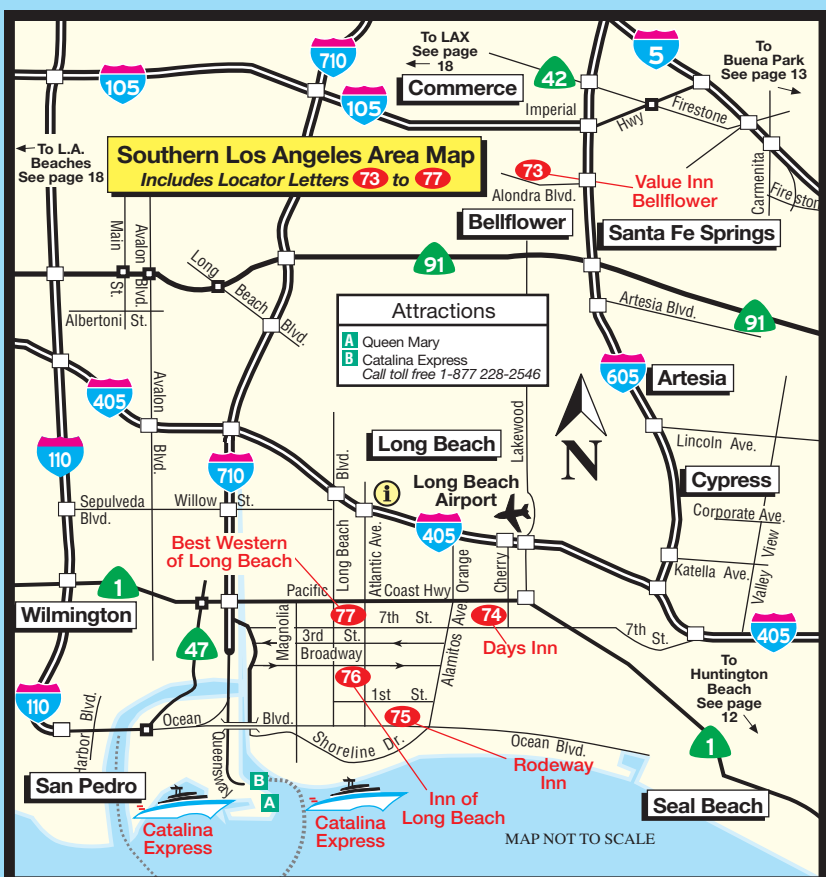 To LAX
See page
18
710
5
To
Buena Park
See page 13
42
Commerce
105
105
Imperial
Hwy
Firestone
To L.A.
Beaches
See page 18
Southern Los Angeles Area Map
Includes Locator Letters 73 to 77
73
Alondra Blvd.
Value Inn
Bellflower
Carmenita
Fireston
Bellflower
Santa Fe Springs
Main
St.
Avalon
Blvd.
Long
Beach
Blvd.
91
Albertoni St.
Artesia Blvd.
91
Attractions
A Queen Mary
B Catalina Express
Call toll free 1-877 228-2546
605
Artesia
405
Avalon
Blvd.
Lakewood
N
Lincoln Ave.
110
710
Long Beach
Blvd.
Cypress
Sepulveda
Blvd.
Willow St.
i
Long Beach
Airport
Corporate Ave.
405
Best Western
of Long Beach
Long Beach
Atlantic Ave.
Orange
Cherry
Katella Ave.
Valley View
1
Pacific
Coast Hwy
Wilmington
Magnolia
77
7th St.
Ave
74
7th
St.
405
3rd St.
Broadway
Alamitos
Days Inn
47
76
To
Huntington
Beach
See page
12
110
1st St.
75
Harbor Blvd.
Ocean
Blvd.
Shoreline Dr.
Ocean Blvd.
1
Queensway
Rodeway
Inn
San Pedro
B
A
Inn of
Long Beach
Seal Beach
Catalina
Express
Catalina
Express
MAP NOT TO SCALE